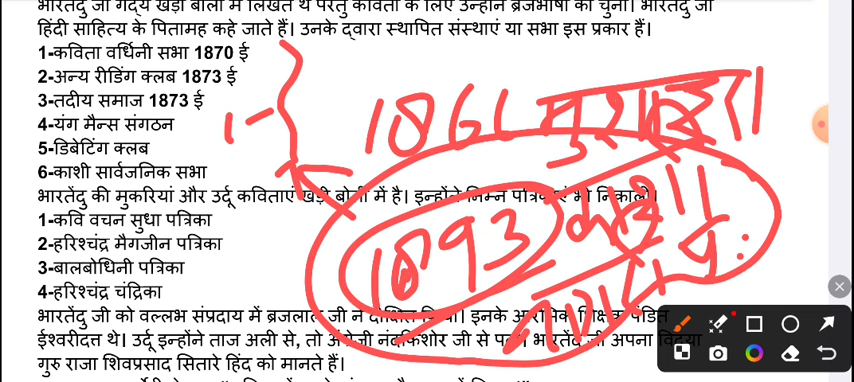 भारतेंदु जी गद्य खड़ी बोली में लिखते थे परंतु कविता के लिए उन्होंने ब्रजभाषा को चुना। भारतेंदु जी
हिंदी साहित्य के पितामह कहे जाते हैं। उनके द्वारा स्थापित संस्थाएं या सभा इस प्रकार हैं।
1-कविता वर्धिनी सभा 1870 ई
2-अन्य रीडिंग क्लब 1873 ई
3-तदीय समाज 1873 ई
4-यंग मैन्स संगठन
5-डिबेटिंग क्लब
6-काशी सार्वजनिक सभा
1-
186
1893
भारतेंदु की मुकरियां और उर्दू कविताएं खड़ी बोली में है। इन्होंने निम्न पत्रिकाएं भी निकाली।
1-कवि वचन सुधा पत्रिका
2-हरिश्चंद्र मैगजीन पत्रिका
3-बालबोधिनी पत्रिका
4-हरिश्चंद्र चंद्रिका
भारतेंदु जी को वल्लभ संप्रदाय में ब्रजलाल जी ने दीक्षित किया। इनके आरंभिक शिक्षक पंडित
ईश्वरीदत्त थे। उर्दू इन्होंने ताज अली से, तो अंग्रेजी नंदकिशोर जी से भारतेंदु जी अपना विद्या
गुरु राजा शिवप्रसाद सितारे हिंद को मानते हैं।